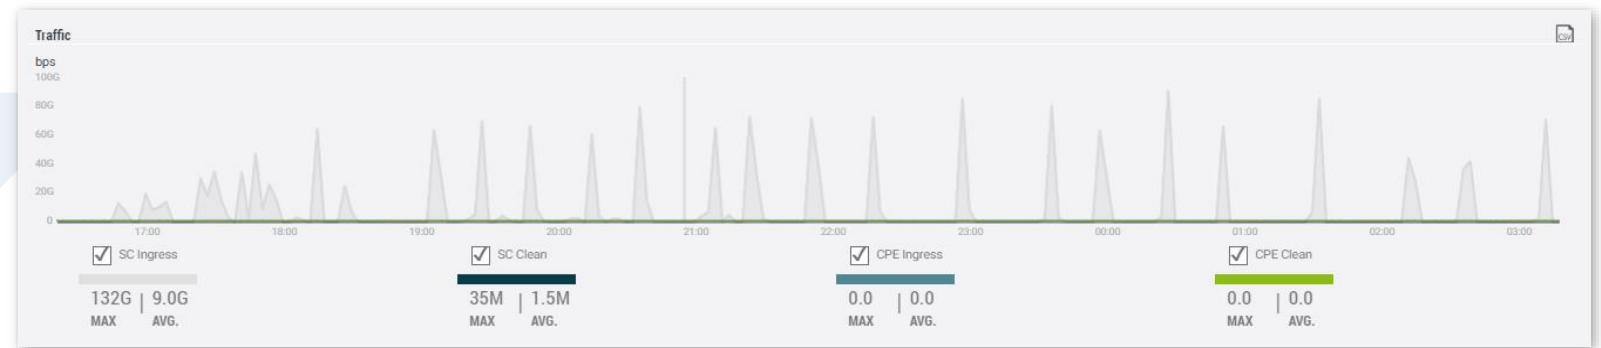 Traffic
CSV
bps
100G
80G
60G
40G
20G
0
17:00 18:00 19:00 20:00 21:00 22:00 23:00 00:00 01:00 02:00 03:00
SC Ingress SC Clean CPE Ingress CPE Clean
132G | 9.0G 35M | 1.5M 0.0 | 0.0 0.0 | 0.0
MAX AVG. MAX AVG. MAX AVG. MAX AVG.